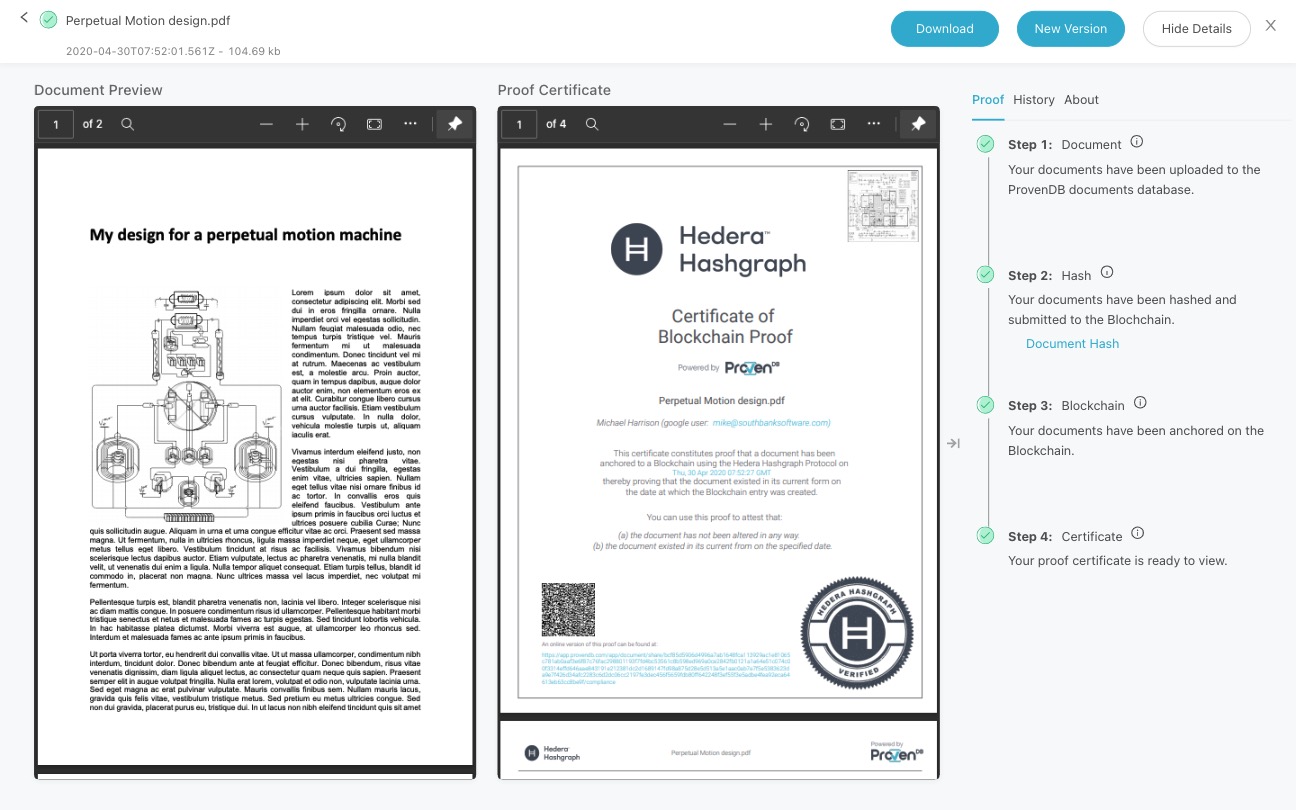 Perpetual Motion design.pdf
2020-04-30T07:52:01.561Z - 104.69 kb
Download
New Version
Hide Details
Document Preview
1 of 2
My design for a perpetual motion machine
Lorem ipsum dolor sit amet,
consectetur adipiscing elit. Morbi sed
dui in eros fringilla ornare. Nulla
imperdiet orci vel egestas sollicitudin.
Nullam feugiat malesuada odio, nec
tempus turpis tristique vel. Mauris
fermentum mi ut malesuada
condimentum. Donec tincidunt vel mi
at rutrum. Maecenas ac vestibulum
est, a molestie arcu. Proin auctor,
quam in tempus dapibus, augue dolor
auctor enim, non elementum eros ex
at elit. Curabitur congue libero cursus
urna auctor facilisis. Etiam vestibulum
cursus vulputate. In nulla dolor,
vehicula molestie turpis ut, aliquam
iaculis erat.
Vivamus interdum eleifend justo, non
egestas nisi pharetra vitae.
Vestibulum a dui fringilla, egestas
enim vitae, ultricies sapien. Nullam
eget tellus vitae nisi ornare finibus id
ac tortor. In convallis eros quis
eleifend faucibus. Vestibulum ante
ipsum primis in faucibus orci luctus et
ultrices posuere cubilia Curae; Nunc
quis sollicitudin augue. Aliquam in urna et urna congue efficitur vitae ac orci. Praesent sed massa
magna. Ut fermentum, nulla in ultricies rhoncus, ligula massa imperdiet neque, eget ullamcorper
metus tellus eget libero. Vestibulum tincidunt at risus ac facilisis. Vivamus bibendum nisi
scelerisque lectus dapibus auctor. Etiam vulputate, lectus ac pharetra venenatis, mi nulla blandit
velit, ut venenatis dui enim a ligula. Nulla tempor aliquet consequat. Etiam turpis tellus, blandit id
commodo in, placerat non magna. Nunc ultrices massa vel lacus imperdiet, nec volutpat mi
fermentum.
Pellentesque turpis est, blandit pharetra venenatis non, lacinia vel libero. Integer scelerisque nisi
ac diam mattis congue. In posuere condimentum risus id ullamcorper. Pellentesque habitant morbi
tristique senectus et netus et malesuada fames ac turpis egestas. Sed tincidunt lobortis vehicula.
In hac habitasse platea dictumst. Morbi viverra est augue, at ullamcorper leo rhoncus sed.
Interdum et malesuada fames ac ante ipsum primis in faucibus.
Ut porta viverra tortor, eu hendrerit dui convallis vitae. Ut ut massa ullamcorper, condimentum nibh
interdum, tincidunt dolor. Donec bibendum ante at feugiat efficitur. Donec bibendum, risus vitae
venenatis dignissim, diam ligula aliquet lectus, ac consectetur quam neque quis sapien. Praesent
semper elit in augue volutpat fringilla. Nulla erat lorem, volutpat et odio non, vulputate lacinia urna.
Sed eget magna ac erat pulvinar vulputate. Mauris convallis finibus sem. Nullam mauris lacus,
gravida quis felis vitae, vestibulum tristique metus. Sed pretium eu metus ultricies congue. Sed
non dui gravida, placerat purus eu, tristique dui. In ut lacus non nibh eleifend tincidunt quis sit amet
Proof Certificate
1 of 4
Hedera™
Hashgraph
Certificate of
Blockchain Proof
Powered by ProvenDB
Perpetual Motion design.pdf
Michael Harrison (google user: mike@southbanksoftware.com)
This certificate constitutes proof that a document has been
anchored to a Blockchain using the Hedera Hashgraph Protocol on
Thu, 30 Apr 2020 07:52:27 GMT
thereby proving that the document existed in its current form on
the date at which the Blockchain entry was created.
You can use this proof to attest that:
(a) the document has not been altered in any way.
(b) the document existed in its current from on the specified date.
An online version of this proof can be found at:
HEDERA HASHGRAPH
VERIFIED
Hedera
Hashgraph
Perpetual Motion design.pdf
Powered by
ProvenDB
Proof History About
Step 1: Document
Your documents have been uploaded to the
ProvenDB documents database.
Step 2: Hash
Your documents have been hashed and
submitted to the Blochchain.
Document Hash
Step 3: Blockchain
Your documents have been anchored on the
Blockchain.
Step 4: Certificate
Your proof certificate is ready to view.